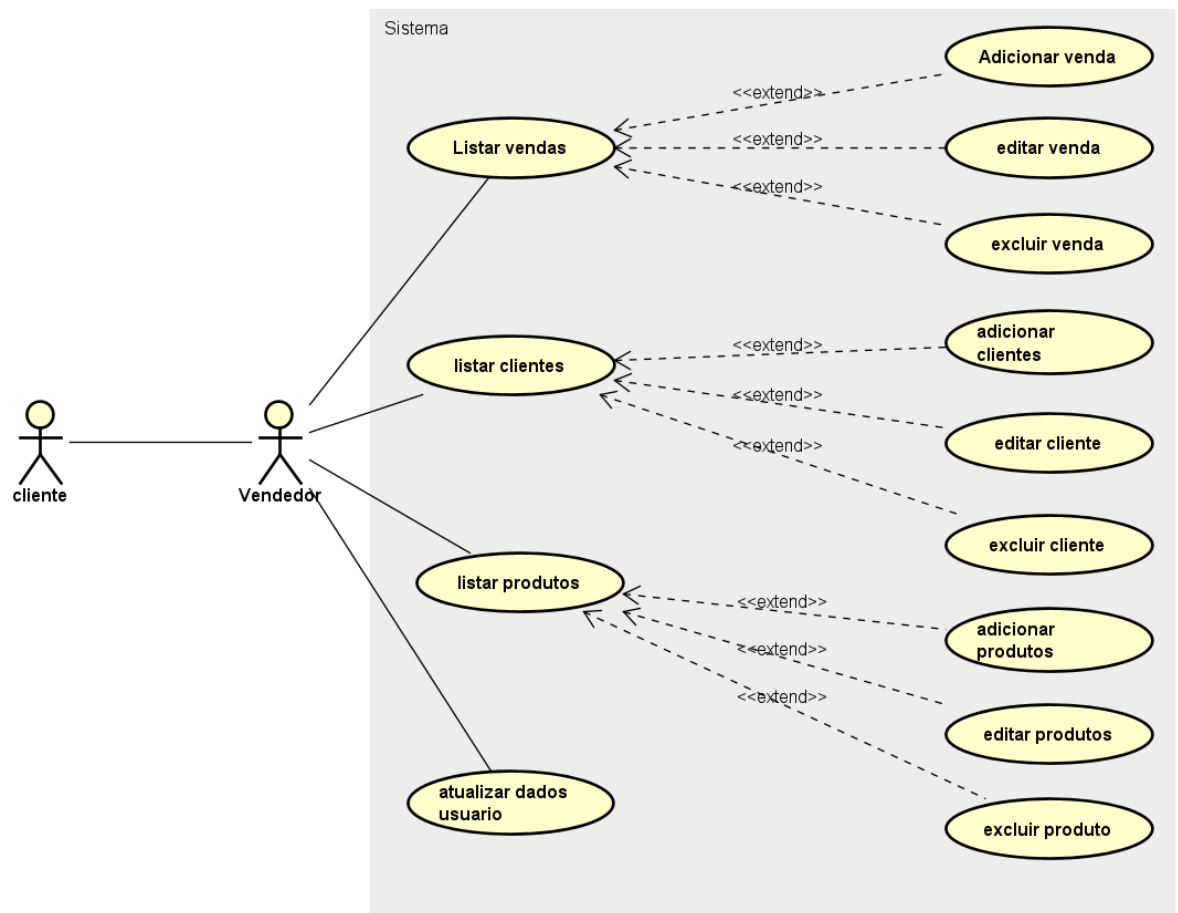 Sistema
Adicionar venda
<<extend>>
Listar vendas
<<extend>>
editar venda
<<extend>>
excluir venda
adicionar
clientes
<<extend>>
listar clientes
<<extend>>
editar cliente
<<extend>>
cliente
Vendedor
excluir cliente
listar produtos
<<extend>>
adicionar
produtos
<<extend>>
editar produtos
<<extend>>
atualizar dados
usuario
excluir produto